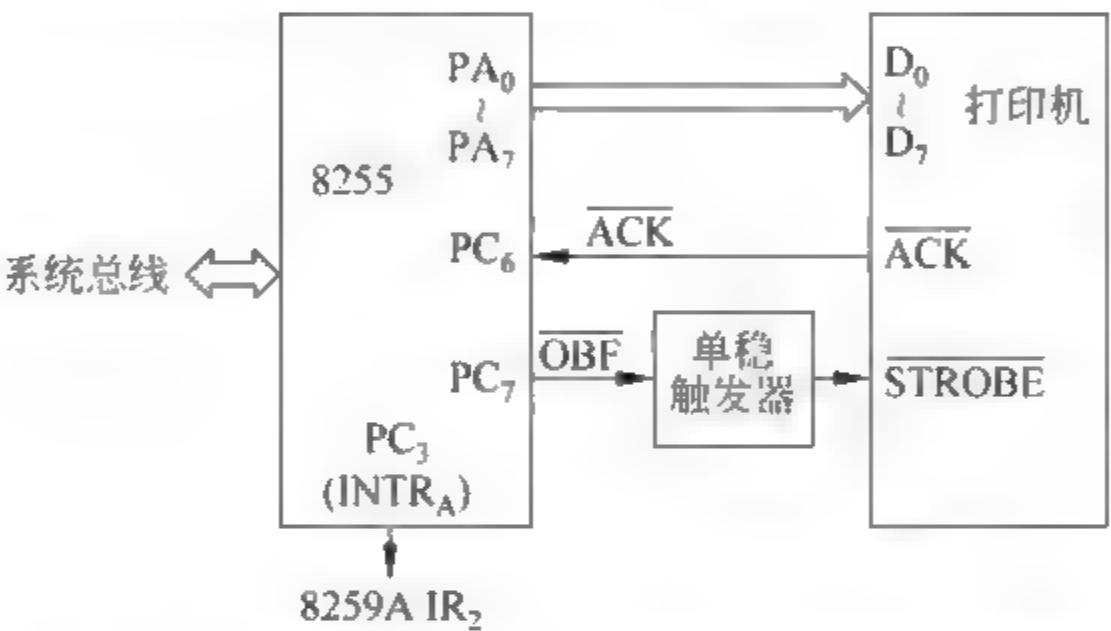 PA₀
~
PA₇
8255
PC₆
PC₇
PC₃
(INTR_A)
系统总线
8259A IR₂
ACK
OBF
单稳
触发器
D₀
~
D₇
打印机
ACK
STROBE